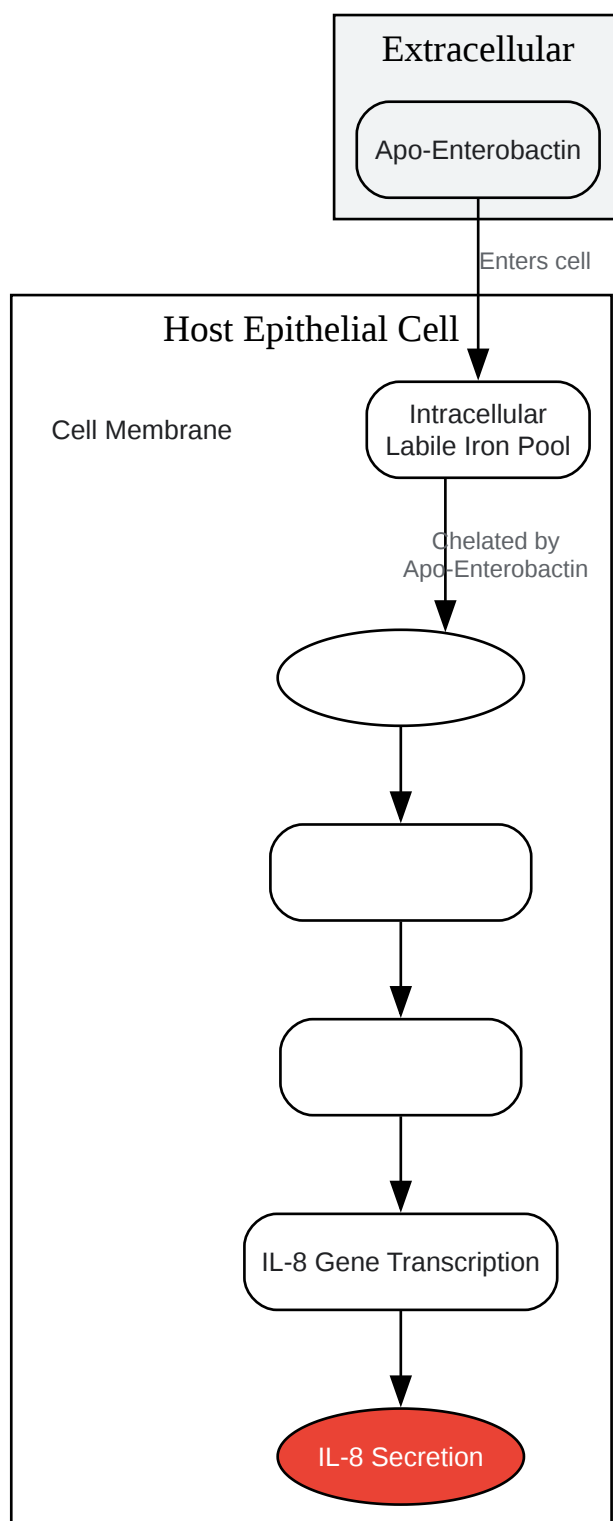 Extracellular
Apo-Enterobactin
Enters cell
Host Epithelial Cell
Cell Membrane
Intracellular
Labile Iron Pool
Chelated by
Apo-Enterobactin
IL-8 Gene Transcription
IL-8 Secretion